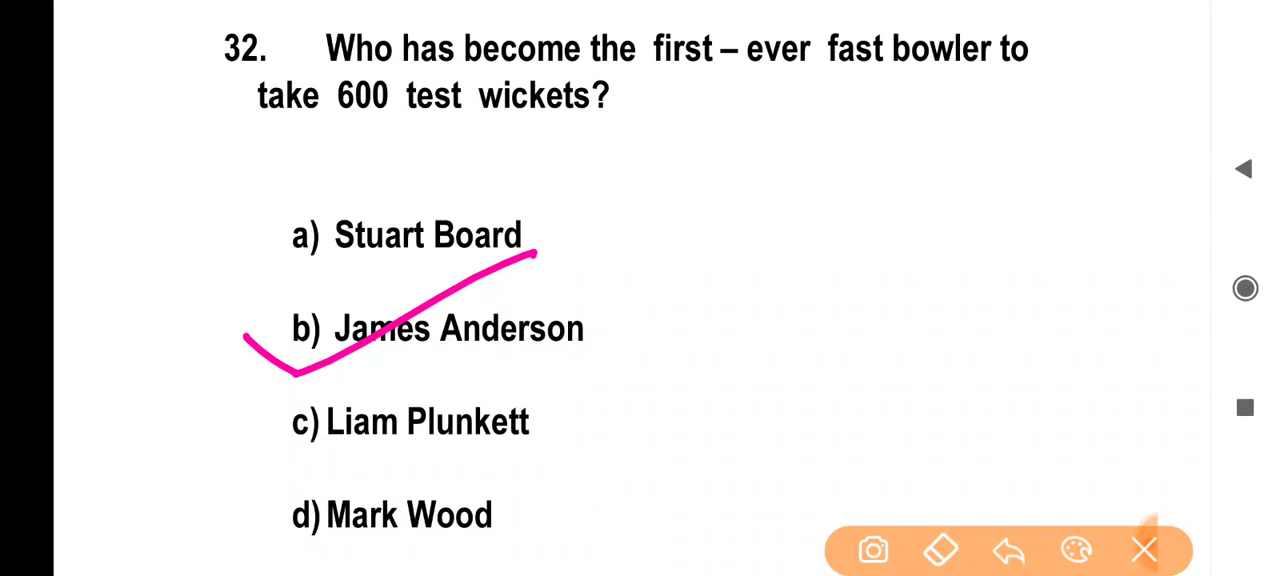 32. Who has become the first – ever fast bowler to
take 600 test wickets?
a) Stuart Board
b) James Anderson
c) Liam Plunkett
d) Mark Wood